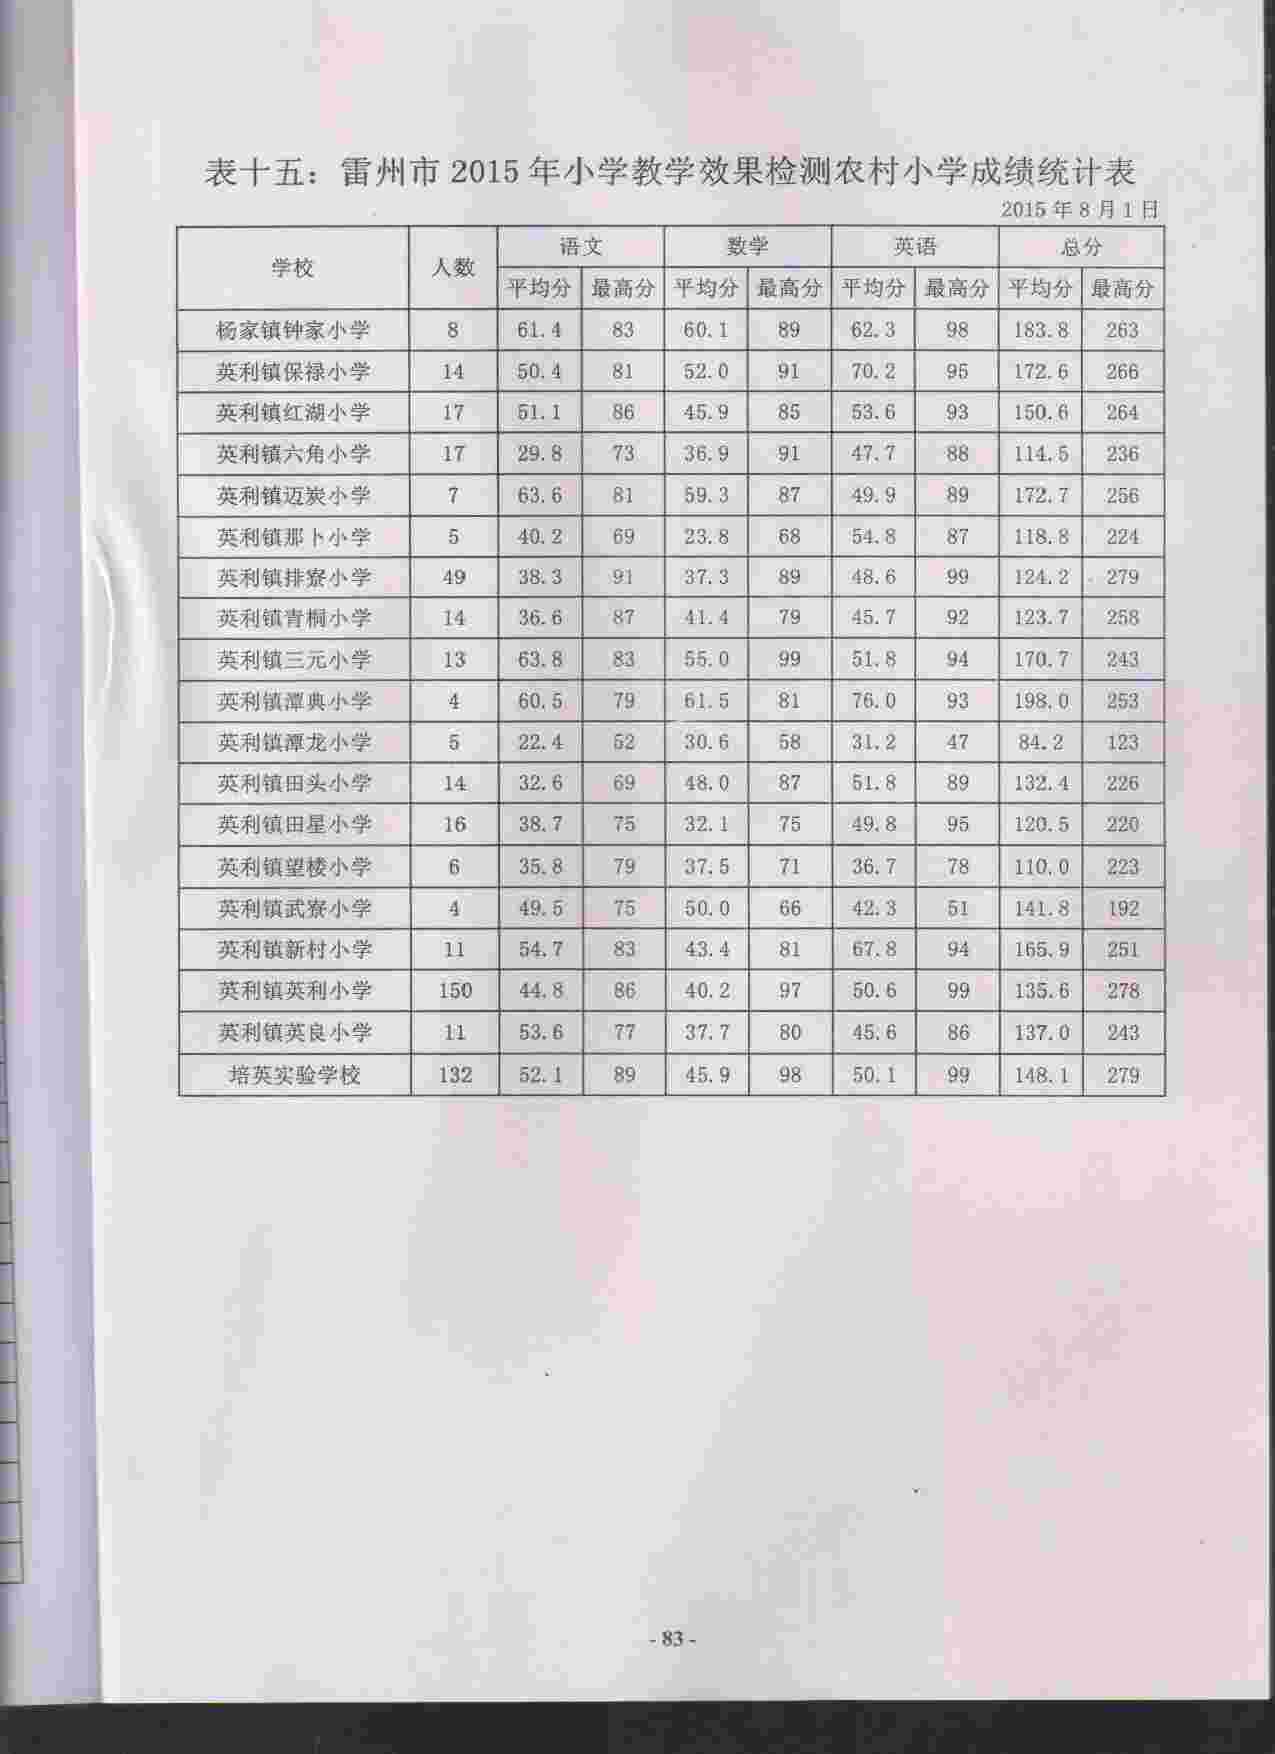 表十五：雷州市 2015 年小学教学效果检测农村小学成绩统计表
2015 年 8 月 1 日
学校 人数 语文 数学 英语 总分
平均分 最高分 平均分 最高分 平均分 最高分 平均分 最高分
杨家镇钟家小学 8 61.4 83 60.1 89 62.3 98 183.8 263
英利镇保禄小学 14 50.4 81 52.0 91 70.2 95 172.6 266
英利镇红湖小学 17 51.1 86 45.9 85 53.6 93 150.6 264
英利镇六角小学 17 29.8 73 36.9 91 47.7 88 114.5 236
英利镇迈炭小学 7 63.6 81 59.3 87 49.9 89 172.7 256
英利镇那卜小学 5 40.2 69 23.8 68 54.8 87 118.8 224
英利镇排寮小学 49 38.3 91 37.3 89 48.6 99 124.2 279
英利镇青桐小学 14 36.6 87 41.4 79 45.7 92 123.7 258
英利镇三元小学 13 63.8 83 55.0 99 51.8 94 170.7 243
英利镇潭典小学 4 60.5 79 61.5 81 76.0 93 198.0 253
英利镇潭龙小学 5 22.4 52 30.6 58 31.2 47 84.2 123
英利镇田头小学 14 32.6 69 48.0 87 51.8 89 132.4 226
英利镇田星小学 16 38.7 75 32.1 75 49.8 95 120.5 220
英利镇望楼小学 6 35.8 79 37.5 71 36.7 78 110.0 223
英利镇武寮小学 4 49.5 75 50.0 66 42.3 51 141.8 192
英利镇新村小学 11 54.7 83 43.4 81 67.8 94 165.9 251
英利镇英利小学 150 44.8 86 40.2 97 50.6 99 135.6 278
英利镇英良小学 11 53.6 77 37.7 80 45.6 86 137.0 243
培英实验学校 132 52.1 89 45.9 98 50.1 99 148.1 279
- 83 -